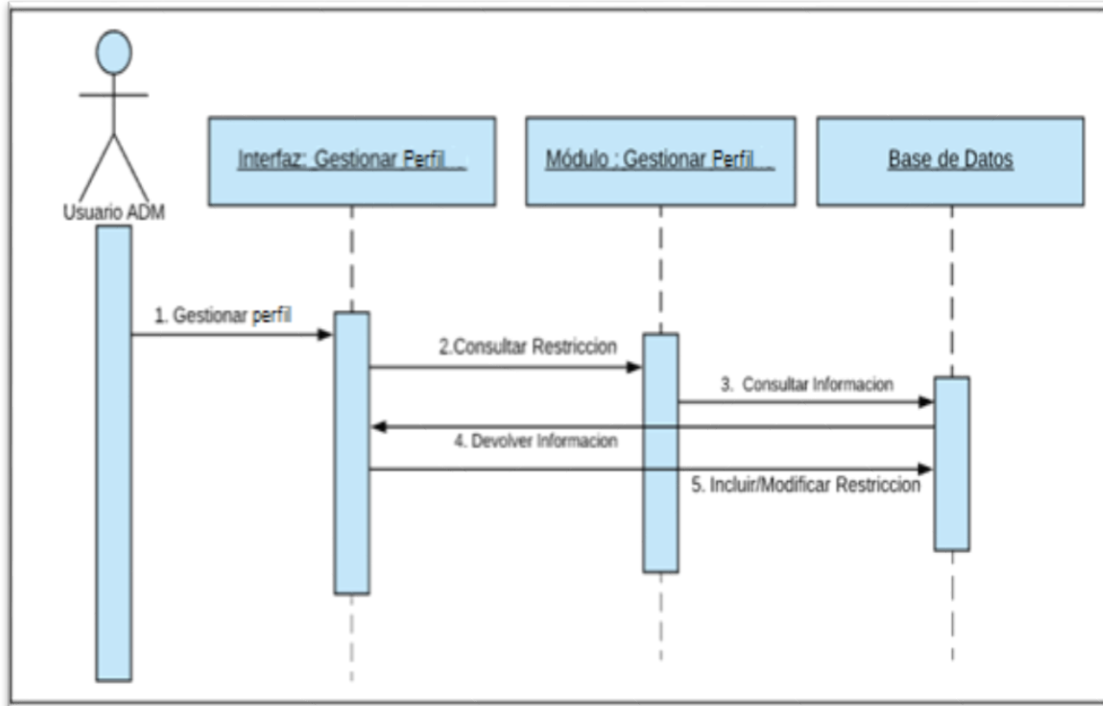 Usuario ADM
Interfaz: Gestionar Perfil
Módulo : Gestionar Perfil
Base de Datos
1. Gestionar perfil
2.Consultar Restriccion
3. Consultar Informacion
4. Devolver Informacion
5. Incluir/Modificar Restriccion